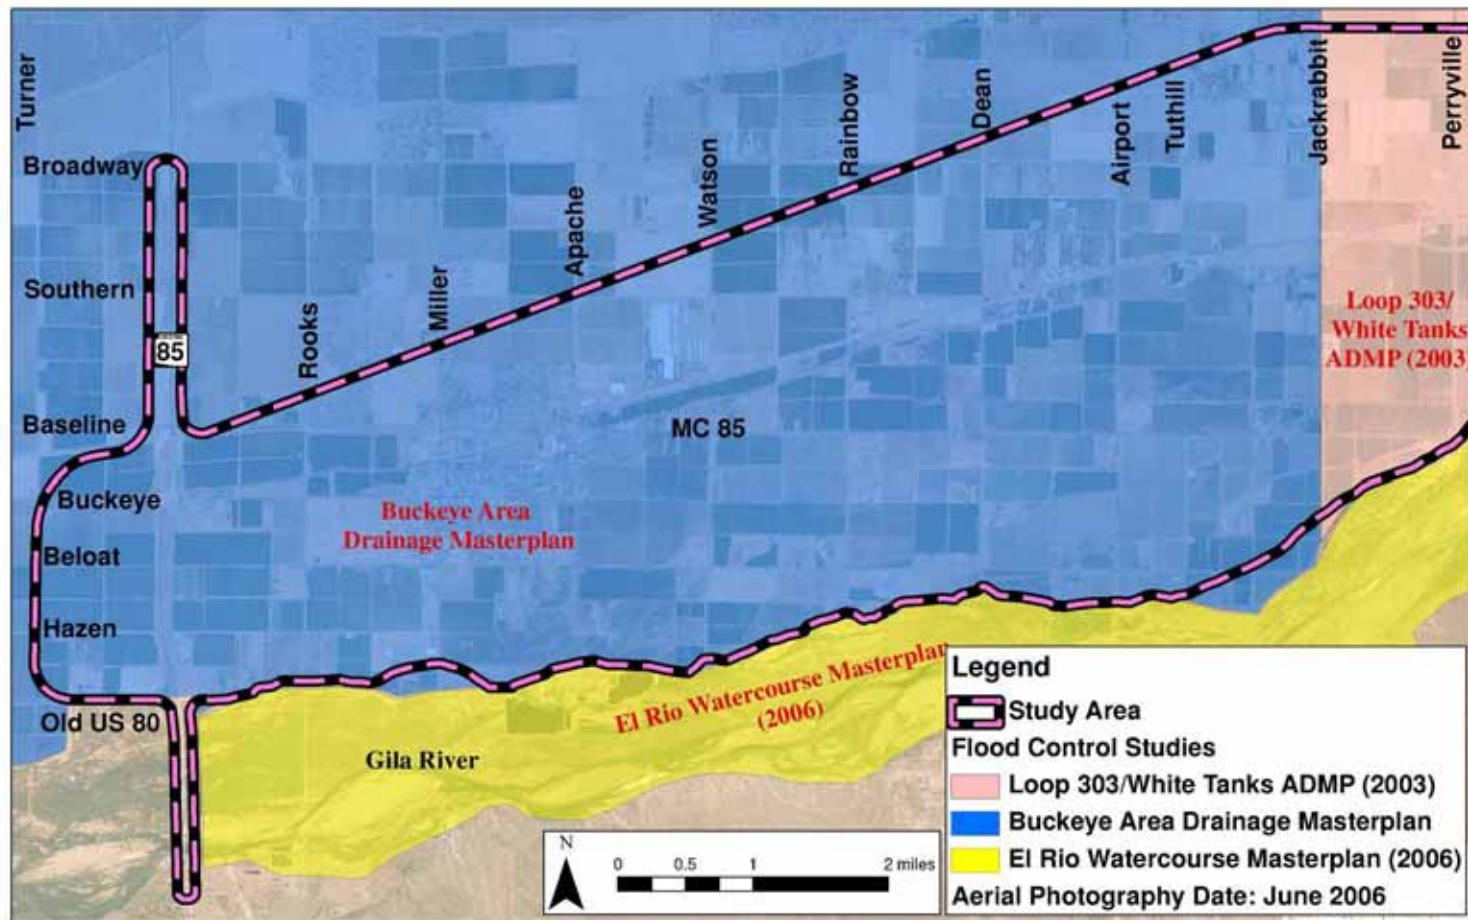 Turner
Broadway
Southern
85
Baseline
Buckeye
Beloat
Hazen
Old US 80
Rooks
Miller
Apache
Watson
Rainbow
Dean
Airport
Tuthill
Jackrabbit
Perryville
MC 85
Buckeye Area
Drainage Masterplan
Loop 303/
White Tanks
ADMP (2003)
El Rio Watercourse Masterplan
(2006)
Gila River
N
0 0.5 1 2 miles
Legend
Study Area
Flood Control Studies
Loop 303/White Tanks ADMP (2003)
Buckeye Area Drainage Masterplan
El Rio Watercourse Masterplan (2006)
Aerial Photography Date: June 2006